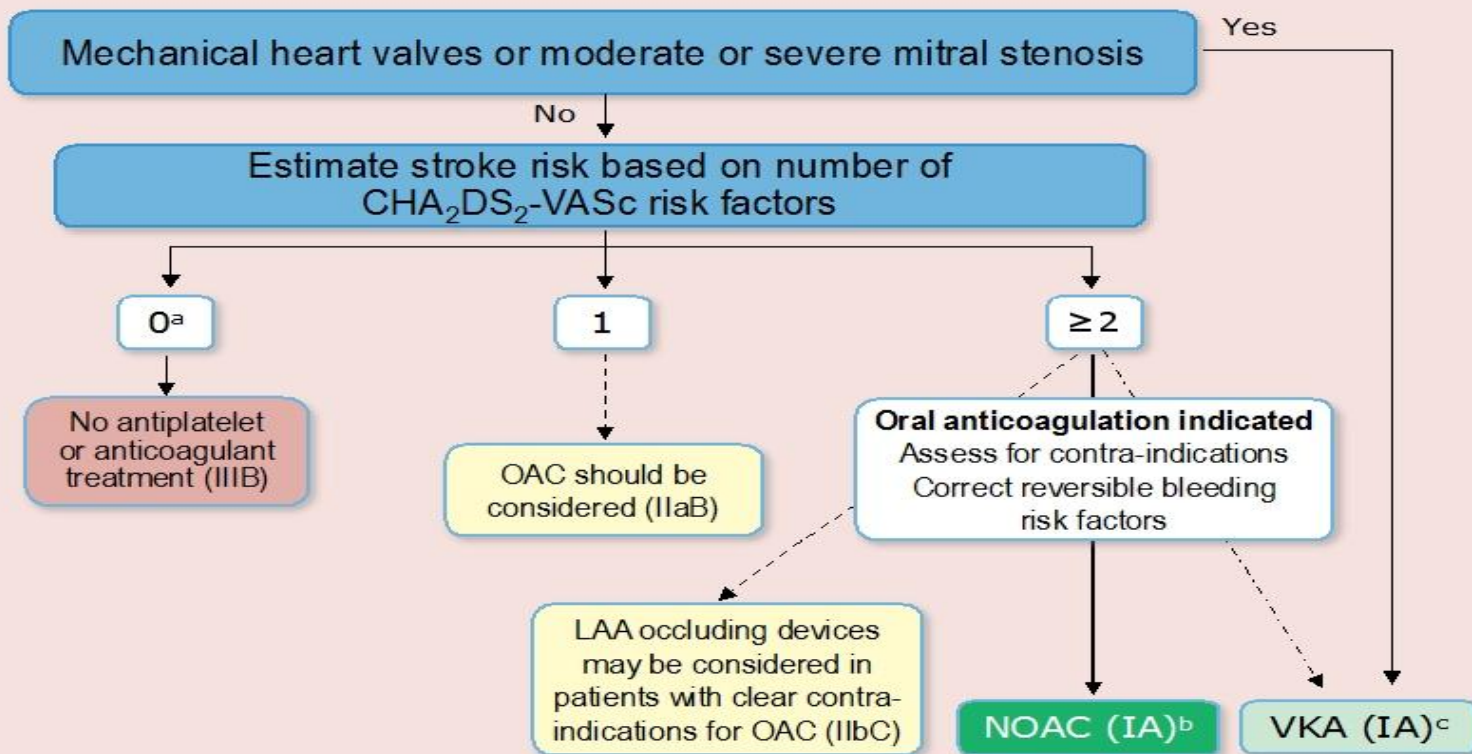 Mechanical heart valves or moderate or severe mitral stenosis
Yes
No
Estimate stroke risk based on number of
CHA₂DS₂-VASc risk factors
0ᵃ
1
≥ 2
No antiplatelet
or anticoagulant
treatment (IIIB)
OAC should be
considered (IIaB)
Oral anticoagulation indicated
Assess for contra-indications
Correct reversible bleeding
risk factors
LAA occluding devices
may be considered in
patients with clear contra-
indications for OAC (IIbC)
NOAC (IA)ᵇ
VKA (IA)ᶜ